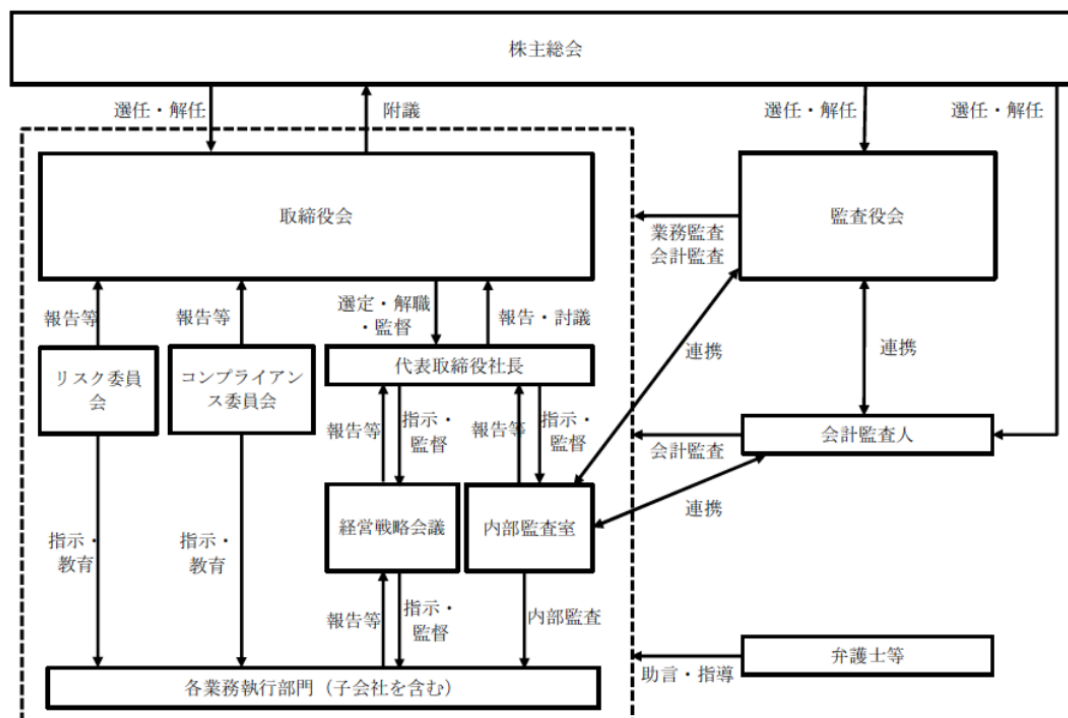 株主総会
選任・解任
附議
選任・解任
選任・解任
取締役会
監査役会
業務監査
会計監査
報告等
報告等
選定・解職
・監督
報告・討議
連携
連携
リスク委員
会
コンプライアン
ス委員会
代表取締役社長
報告等
指示・
監督
報告等
指示・
監督
会計監査
会計監査人
経営戦略会議
内部監査室
連携
指示・
教育
指示・
教育
報告等
指示・
監督
内部監査
弁護士等
助言・指導
各業務執行部門（子会社を含む）